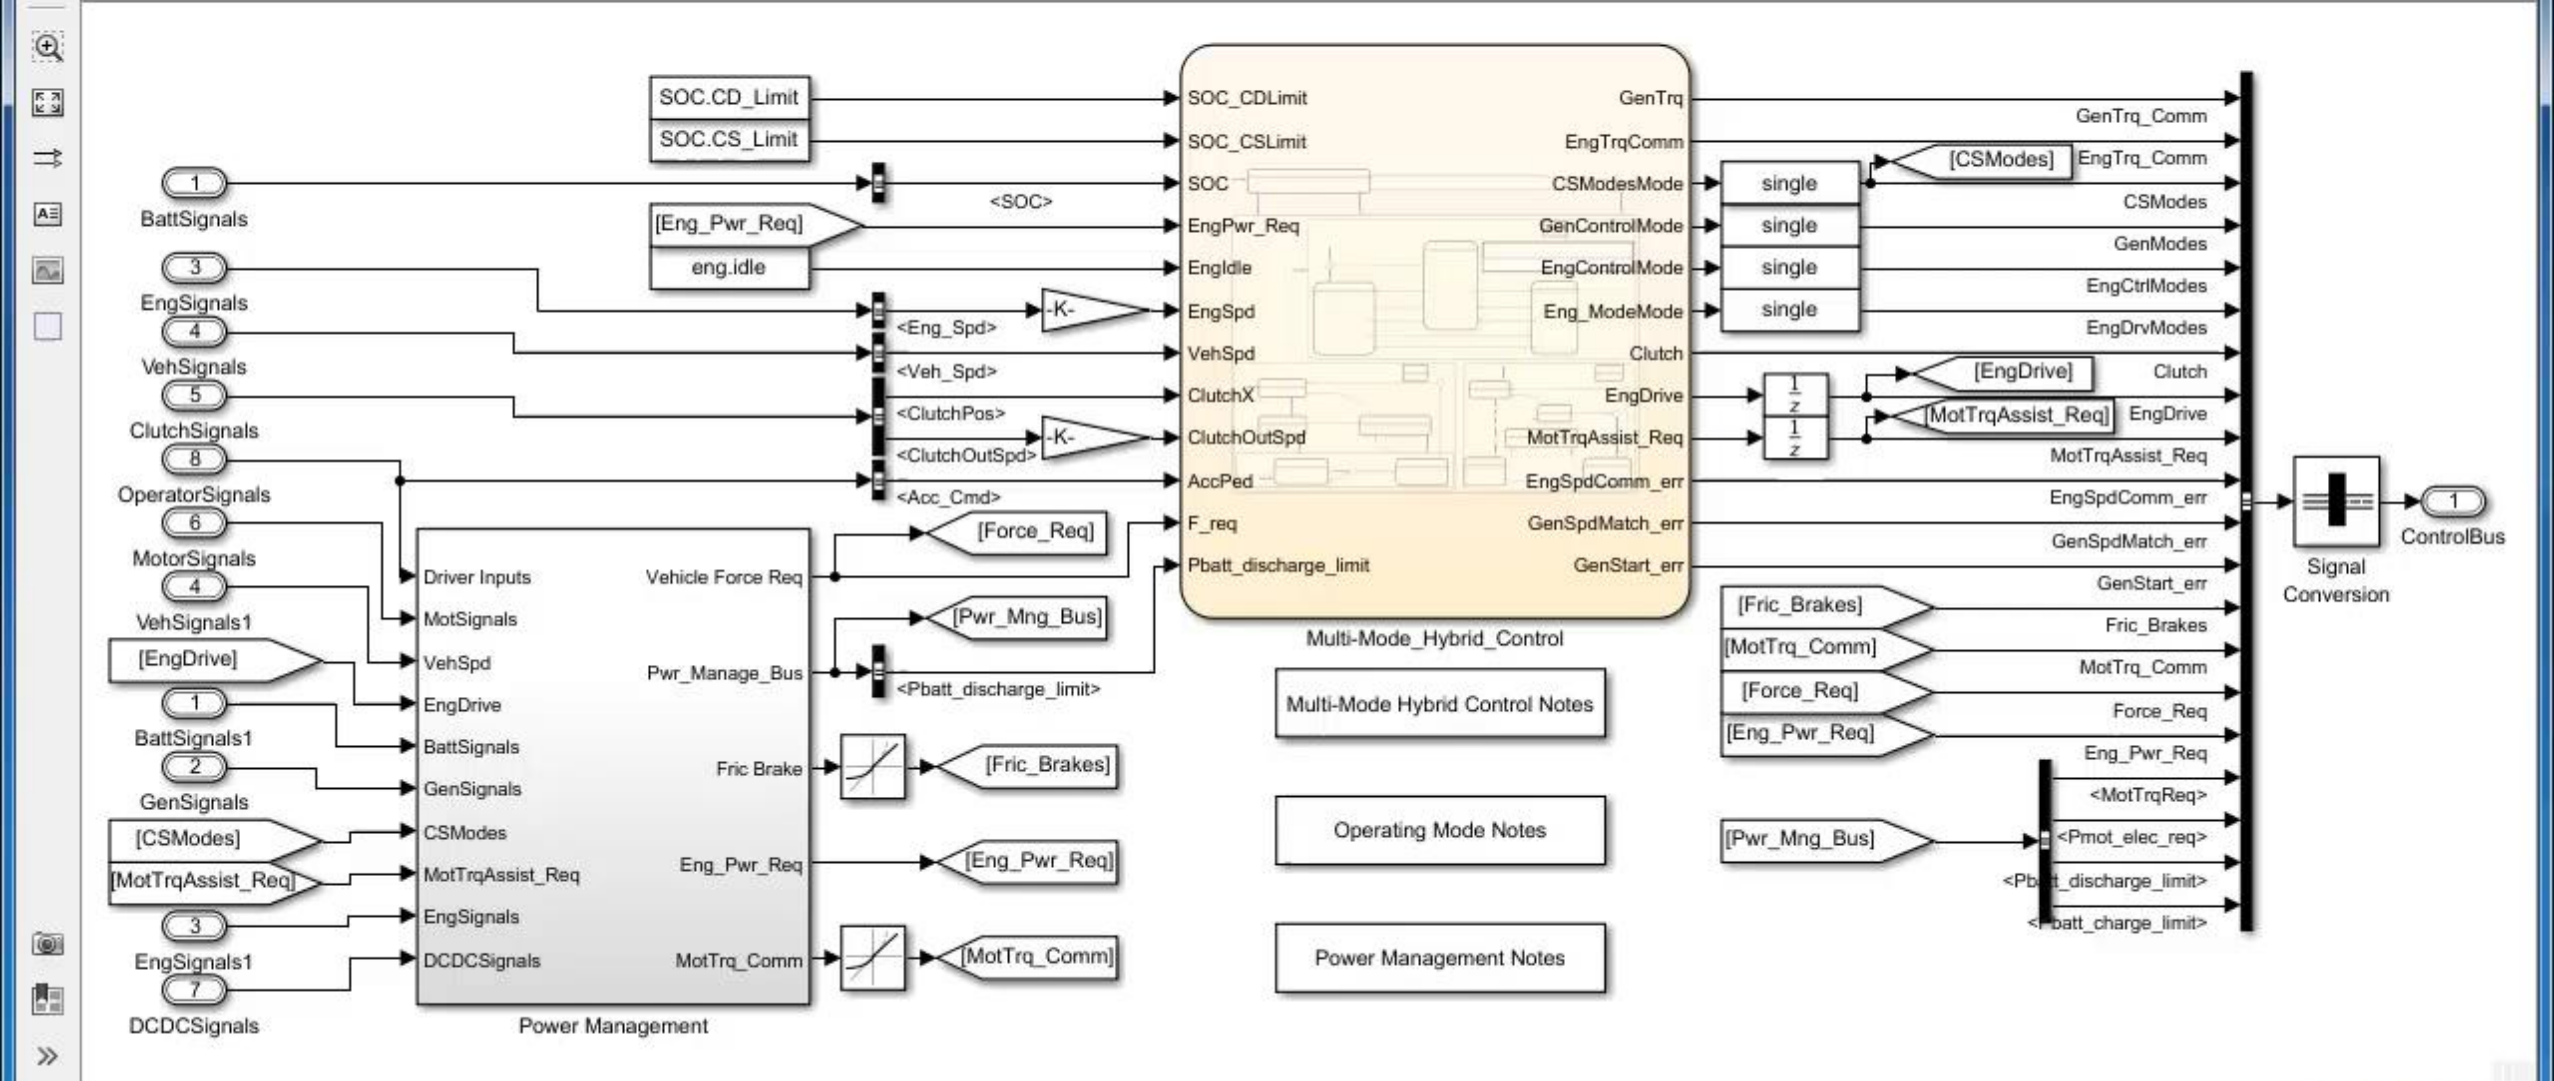 SOC.CD_Limit
SOC.CS_Limit
1
BattSignals
<SOC>
[Eng_Pwr_Req]
eng.idle
3
EngSignals
<Eng_Spd>
-K-
4
VehSignals
<Veh_Spd>
5
ClutchSignals
<ClutchPos>
-K-
<ClutchOutSpd>
8
OperatorSignals
<Acc_Cmd>
6
MotorSignals
4
VehSignals1
[EngDrive]
1
BattSignals1
2
GenSignals
[CSModes]
[MotTrqAssist_Req]
3
EngSignals1
7
DCDCSignals
Driver Inputs
MotSignals
VehSpd
EngDrive
BattSignals
GenSignals
CSModes
MotTrqAssist_Req
EngSignals
DCDCSignals
Vehicle Force Req
Pwr_Manage_Bus
Fric Brake
Eng_Pwr_Req
MotTrq_Comm
Power Management
[Force_Req]
[Pwr_Mng_Bus]
<Pbatt_discharge_limit>
[Fric_Brakes]
[Eng_Pwr_Req]
[MotTrq_Comm]
SOC_CDLimit
SOC_CSLimit
SOC
EngPwr_Req
EngIdle
EngSpd
VehSpd
ClutchX
ClutchOutSpd
AccPed
F_req
Pbatt_discharge_limit
GenTrq
EngTrqComm
CSModesMode
GenControlMode
EngControlMode
Eng_ModeMode
Clutch
EngDrive
MotTrqAssist_Req
EngSpdComm_err
GenSpdMatch_err
GenStart_err
Multi-Mode_Hybrid_Control
Multi-Mode Hybrid Control Notes
Operating Mode Notes
Power Management Notes
single
single
single
single
1
z
1
z
[CSModes]
[EngDrive]
[MotTrqAssist_Req]
GenTrq_Comm
EngTrq_Comm
CSModes
GenModes
EngCtrlModes
EngDrvModes
Clutch
EngDrive
MotTrqAssist_Req
EngSpdComm_err
GenSpdMatch_err
GenStart_err
[Fric_Brakes]
Fric_Brakes
[MotTrq_Comm]
MotTrq_Comm
[Force_Req]
Force_Req
[Eng_Pwr_Req]
Eng_Pwr_Req
<MotTrqReq>
[Pwr_Mng_Bus]
<Pmot_elec_req>
<Pbatt_discharge_limit>
<Pbatt_charge_limit>
Signal
Conversion
1
ControlBus